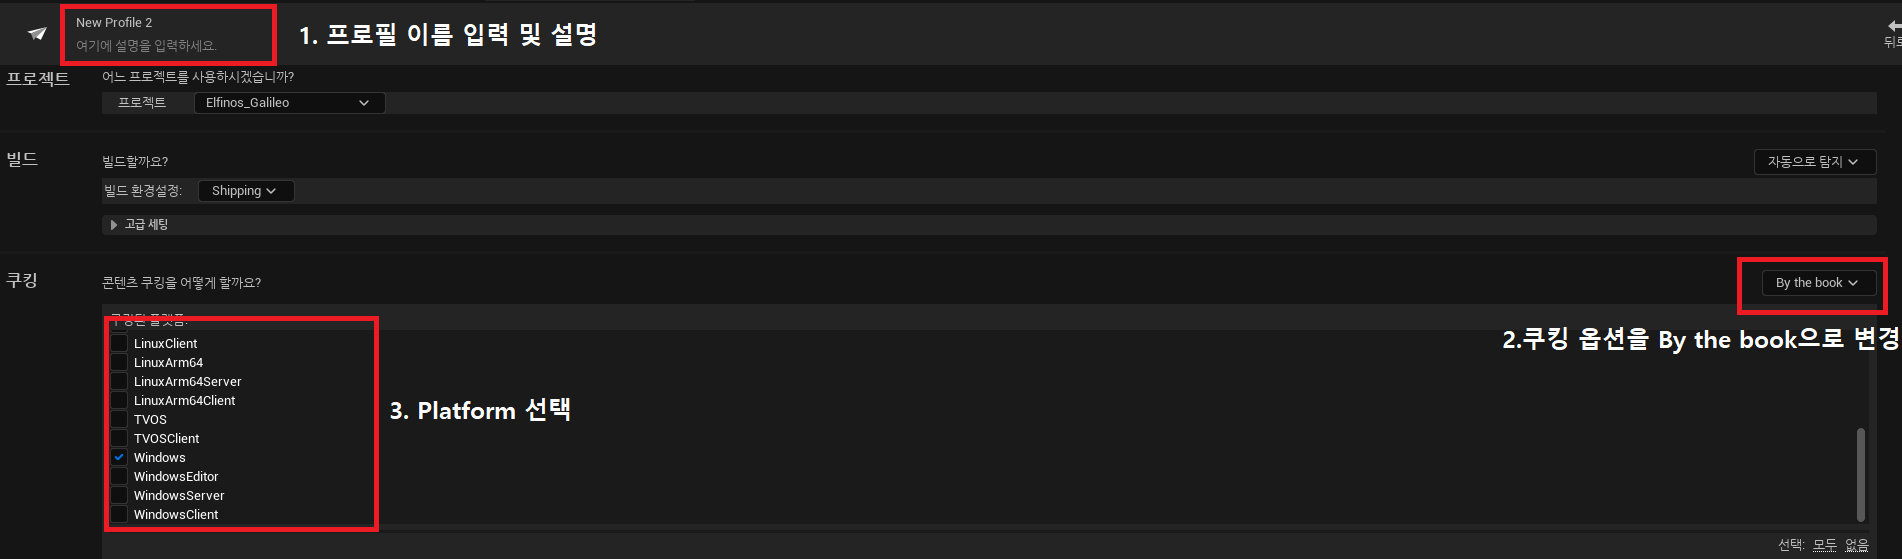 New Profile 2
여기에 설명을 입력하세요.
1. 프로필 이름 입력 및 설명
프로젝트
어느 프로젝트를 사용하시겠습니까?
프로젝트
Elfinos_Galileo
빌드
빌드할까요?
자동으로 탐지
빌드 환경설정:
Shipping
고급 세팅
쿠킹
콘텐츠 쿠킹을 어떻게 할까요?
By the book
2.쿠킹 옵션을 By the book으로 변경
LinuxClient
LinuxArm64
LinuxArm64Server
LinuxArm64Client
3. Platform 선택
TVOS
TVOSClient
Windows
WindowsEditor
WindowsServer
WindowsClient
선택: 모두 없음